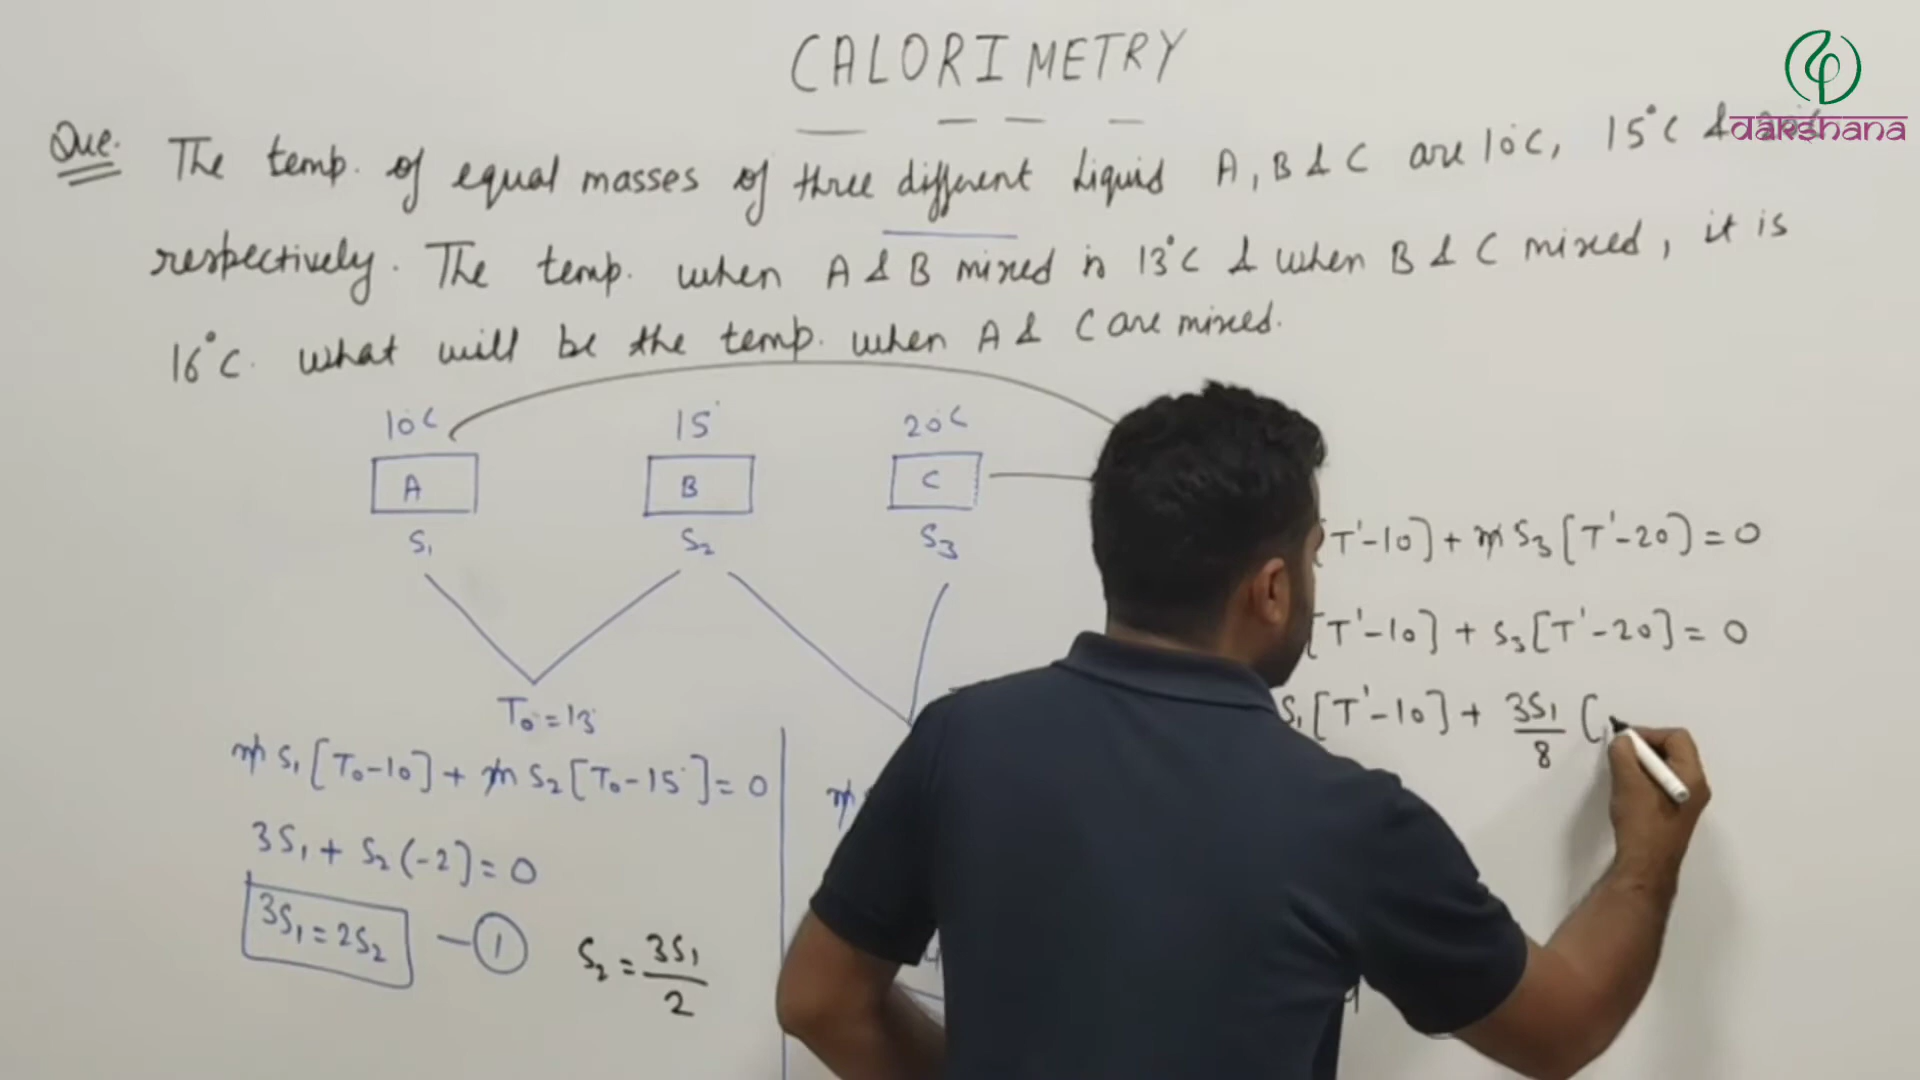 CALORIMETRY
dakshana
Que. The temp. of equal masses of three different liquid A, B & C are 10°C, 15°C &
respectively. The temp. when A & B mixed is 13°C & when B & C mixed, it is
16°C. what will be the temp. when A & C are mixed.
10°C 15° 20°C
A B C
S₁ S₂ S₃
[T'-10] + m S₃ [T'-20] = 0
[T'-10] + S₃ [T'-20] = 0
S₁ [T'-10] + 3S₁/8 [
T₀ = 13
m S₁ [T₀-10] + m S₂ [T₀-15] = 0
m
3S₁ + S₂ (-2] = 0
3S₁ = 2S₂ — 1
S₂ = 3S₁/2